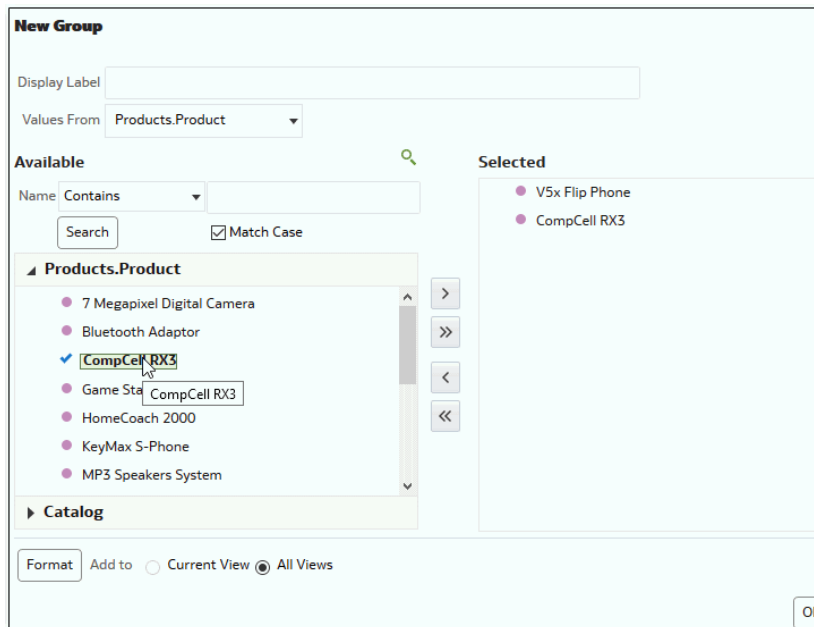 New Group
Display Label
Values From Products.Product
Available
Name Contains
Search Match Case
Products.Product
7 Megapixel Digital Camera
Bluetooth Adaptor
CompCell RX3
Game Sta
CompCell RX3
HomeCoach 2000
KeyMax S-Phone
MP3 Speakers System
Catalog
Selected
V5x Flip Phone
CompCell RX3
Format Add to Current View All Views